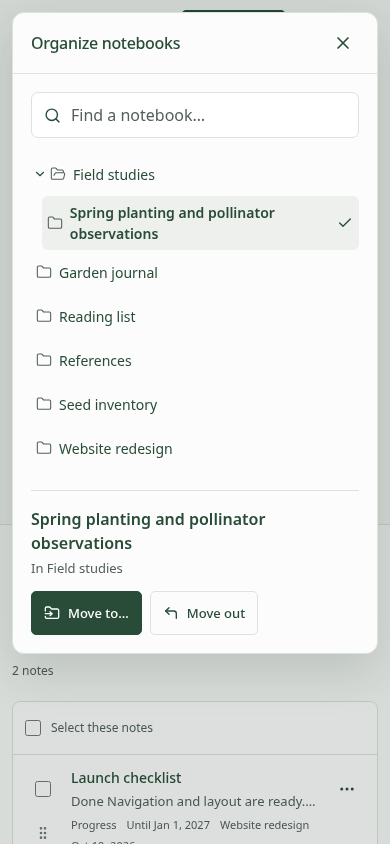 Organize notebooks
Find a notebook...
Field studies
Spring planting and pollinator
observations
Garden journal
Reading list
References
Seed inventory
Website redesign
Spring planting and pollinator
observations
In Field studies
Move to...
Move out
2 notes
Select these notes
Launch checklist
Done Navigation and layout are ready....
Progress Until Jan 1, 2027 Website redesign